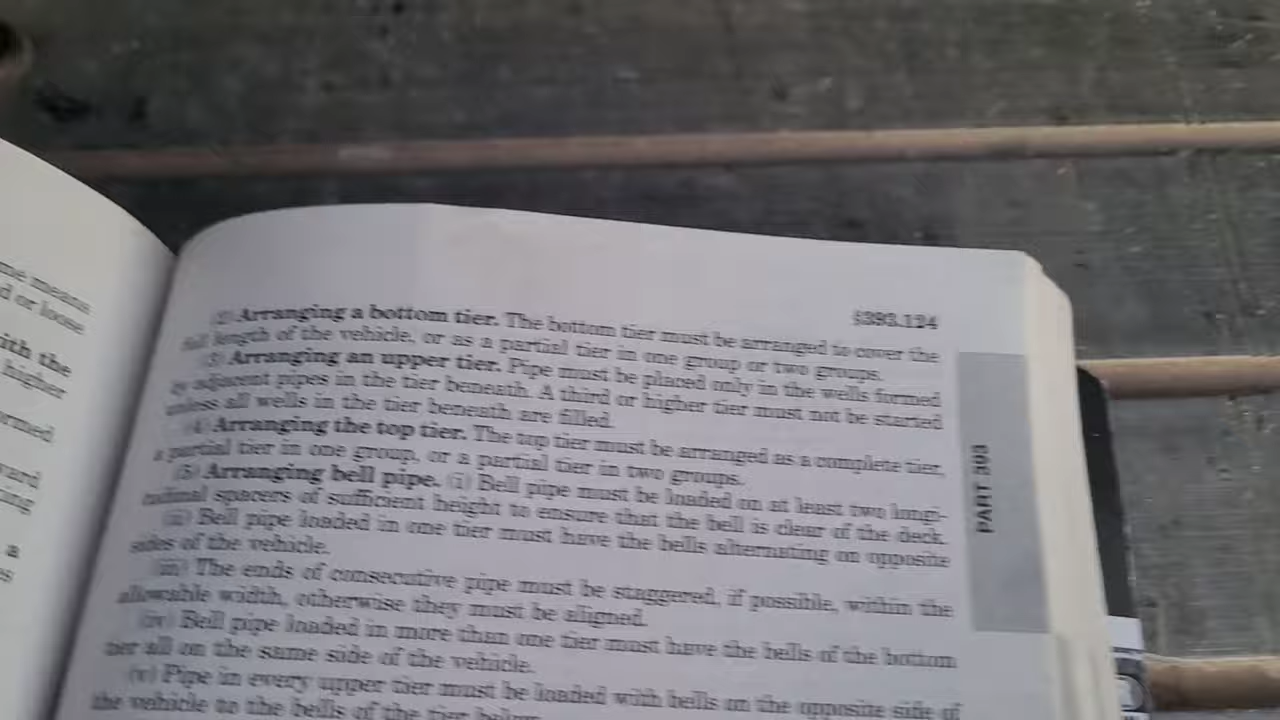 me means
d or loose
ith the
higher
ormed
ard
ing
a
es
§393.124
(2) Arranging a bottom tier. The bottom tier must be arranged to cover the
full length of the vehicle, or as a partial tier in one group or two groups.
(3) Arranging an upper tier. Pipe must be placed only in the wells formed
by adjacent pipes in the tier beneath. A third or higher tier must not be started
unless all wells in the tier beneath are filled.
(4) Arranging the top tier. The top tier must be arranged as a complete tier,
a partial tier in one group, or a partial tier in two groups.
(5) Arranging bell pipe. (i) Bell pipe must be loaded on at least two longi-
tudinal spacers of sufficient height to ensure that the bell is clear of the deck.
(ii) Bell pipe loaded in one tier must have the bells alternating on opposite
sides of the vehicle.
(iii) The ends of consecutive pipe must be staggered, if possible, within the
allowable width, otherwise they must be aligned.
(iv) Bell pipe loaded in more than one tier must have the bells of the bottom
tier all on the same side of the vehicle.
(v) Pipe in every upper tier must be loaded with bells on the opposite side of
the vehicle to the bells of the tier below.
PART 393